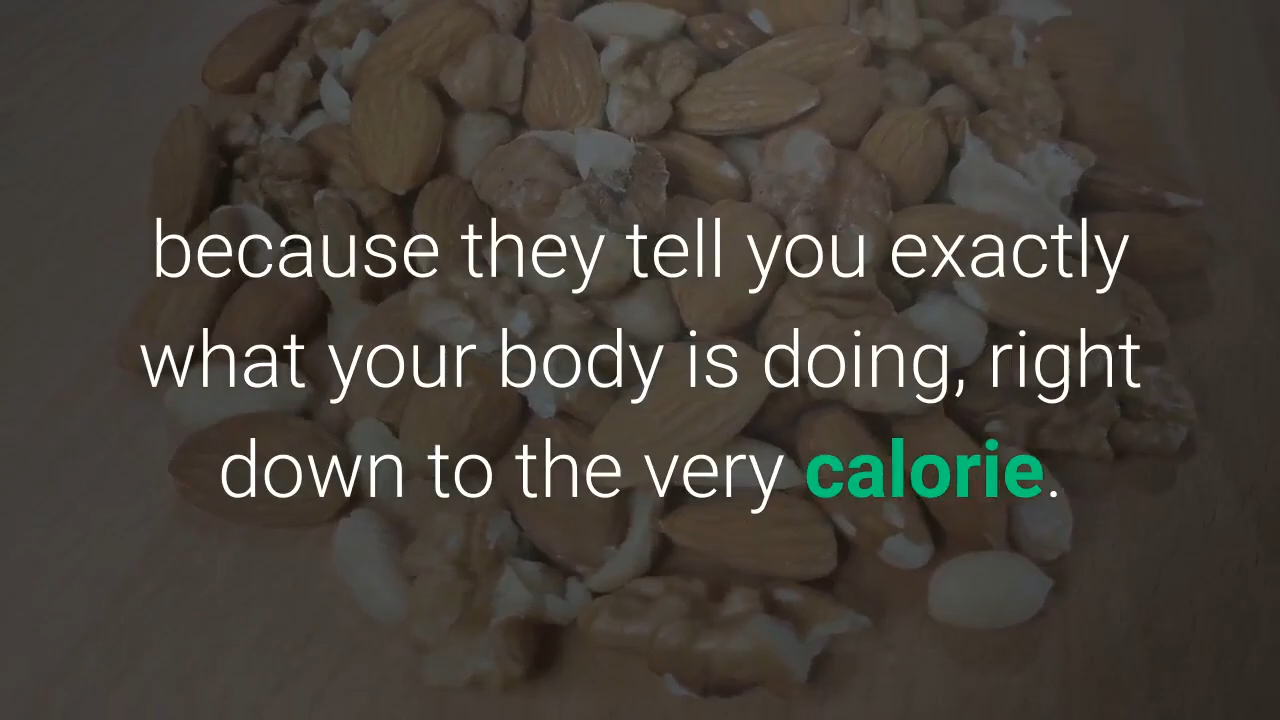 because they tell you exactly
what your body is doing, right
down to the very calorie.